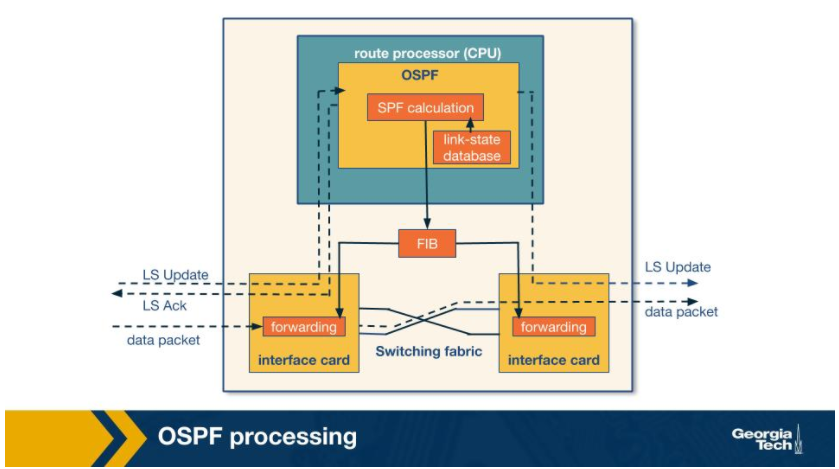 route processor (CPU)
OSPF
SPF calculation
link-state
database
FIB
LS Update
LS Ack
data packet
forwarding
interface card
Switching fabric
forwarding
interface card
LS Update
data packet
OSPF processing
Georgia
Tech